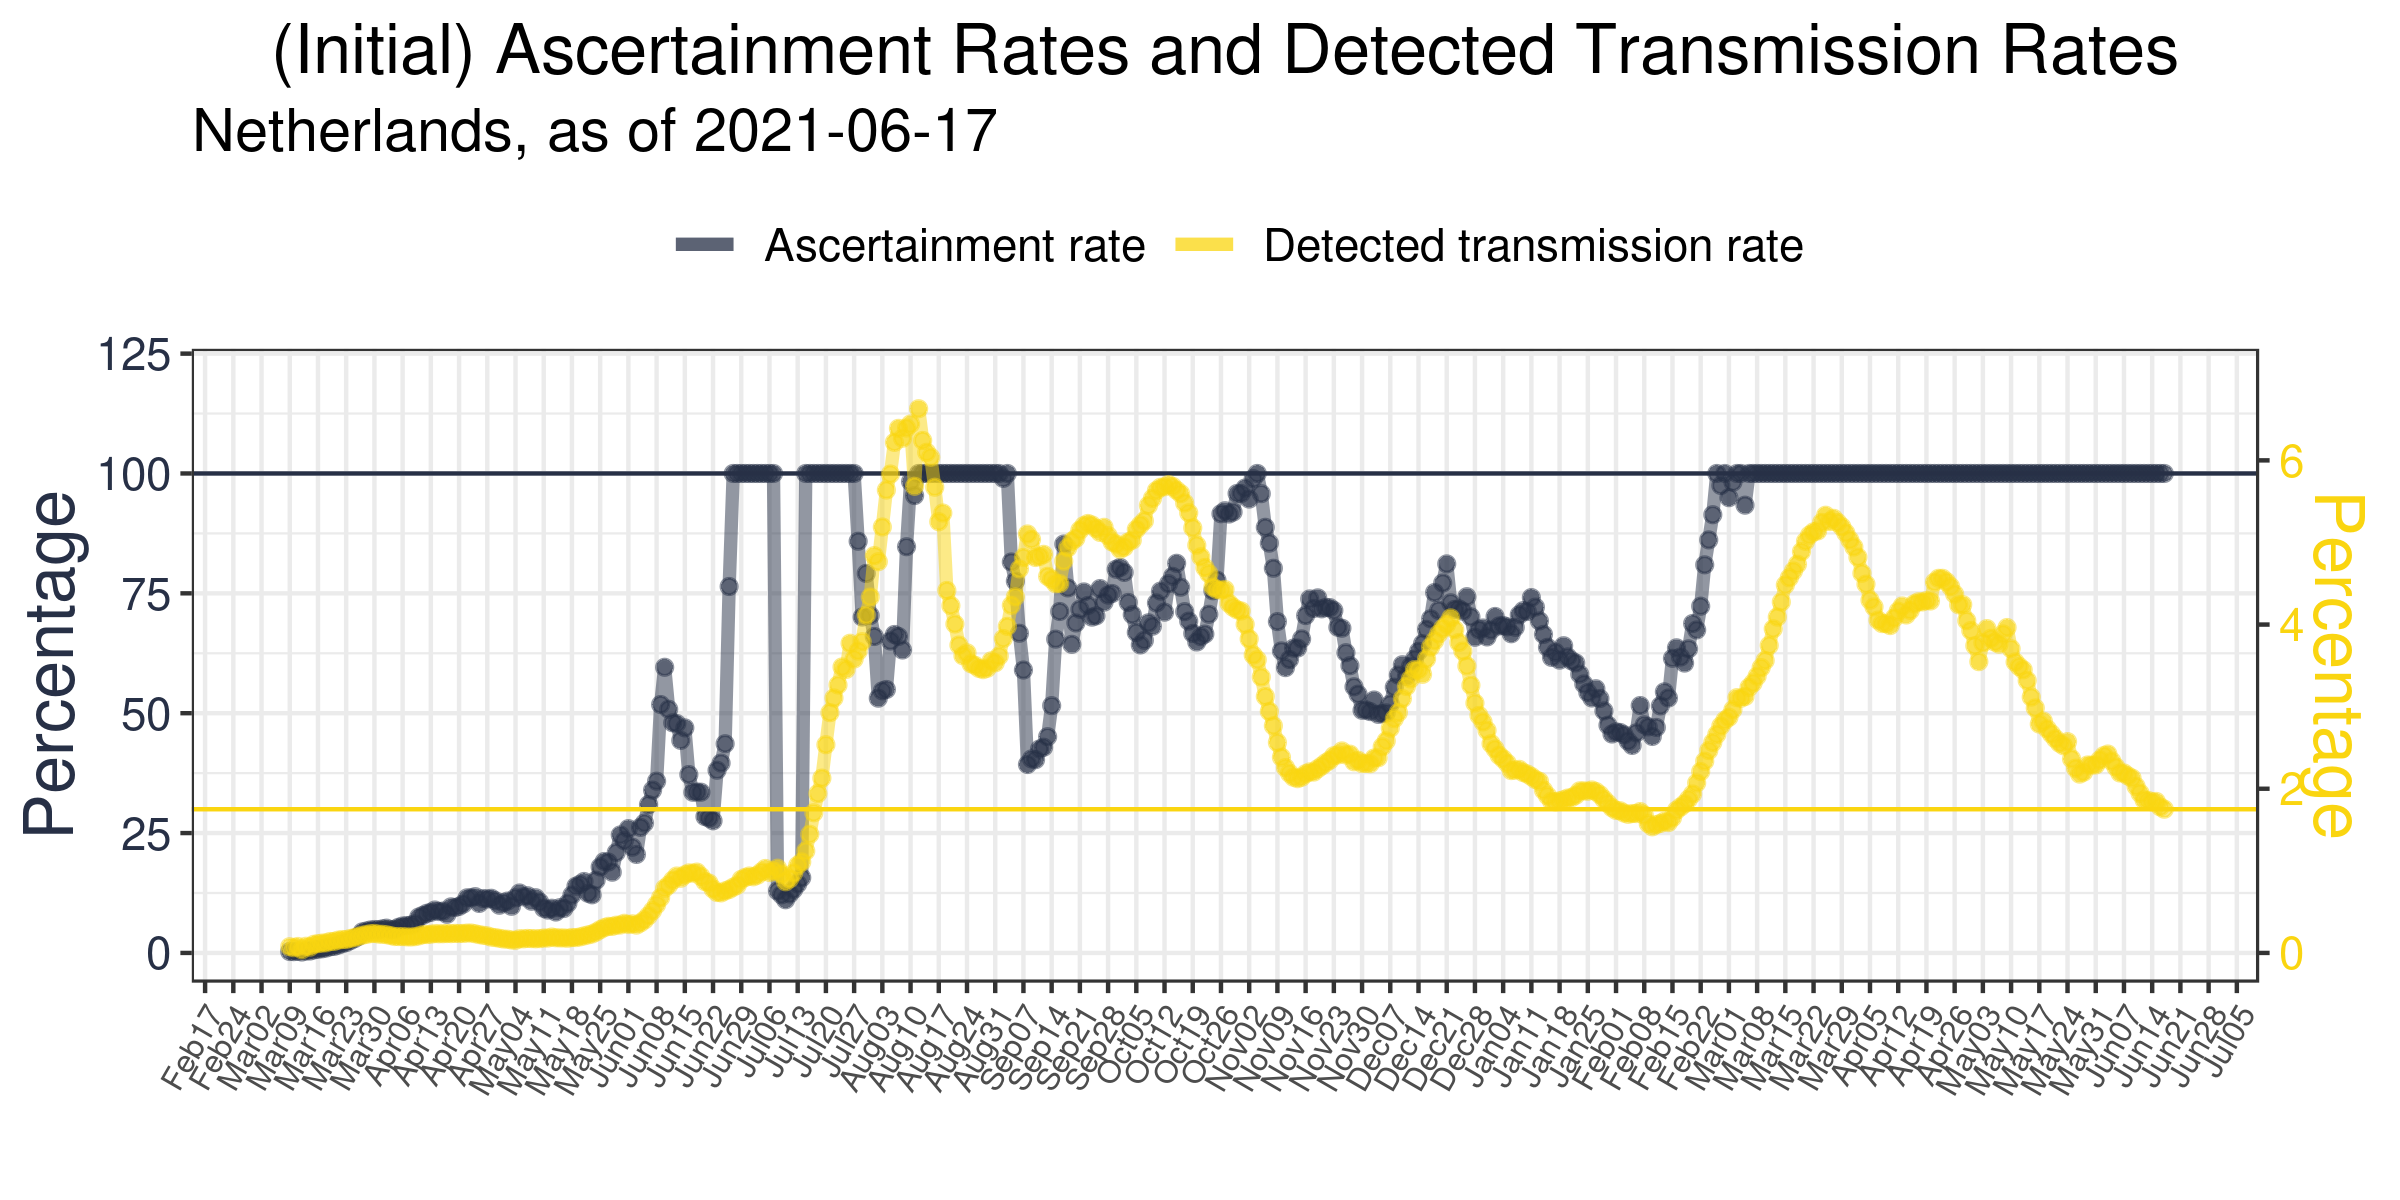 (Initial) Ascertainment Rates and Detected Transmission Rates
Netherlands, as of 2021-06-17
Ascertainment rate
Detected transmission rate
Percentage
125
100
75
50
25
0
6
4
2
0
Percentage
Feb17
Feb24
Mar02
Mar09
Mar16
Mar23
Mar30
Apr06
Apr13
Apr20
Apr27
May04
May11
May18
May25
Jun01
Jun08
Jun15
Jun22
Jun29
Jul06
Jul13
Jul20
Jul27
Aug03
Aug10
Aug17
Aug24
Aug31
Sep07
Sep14
Sep21
Sep28
Oct05
Oct12
Oct19
Oct26
Nov02
Nov09
Nov16
Nov23
Nov30
Dec07
Dec14
Dec21
Dec28
Jan04
Jan11
Jan18
Jan25
Feb01
Feb08
Feb15
Feb22
Mar01
Mar08
Mar15
Mar22
Mar29
Apr05
Apr12
Apr19
Apr26
May03
May10
May17
May24
May31
Jun07
Jun14
Jun21
Jun28
Jul05